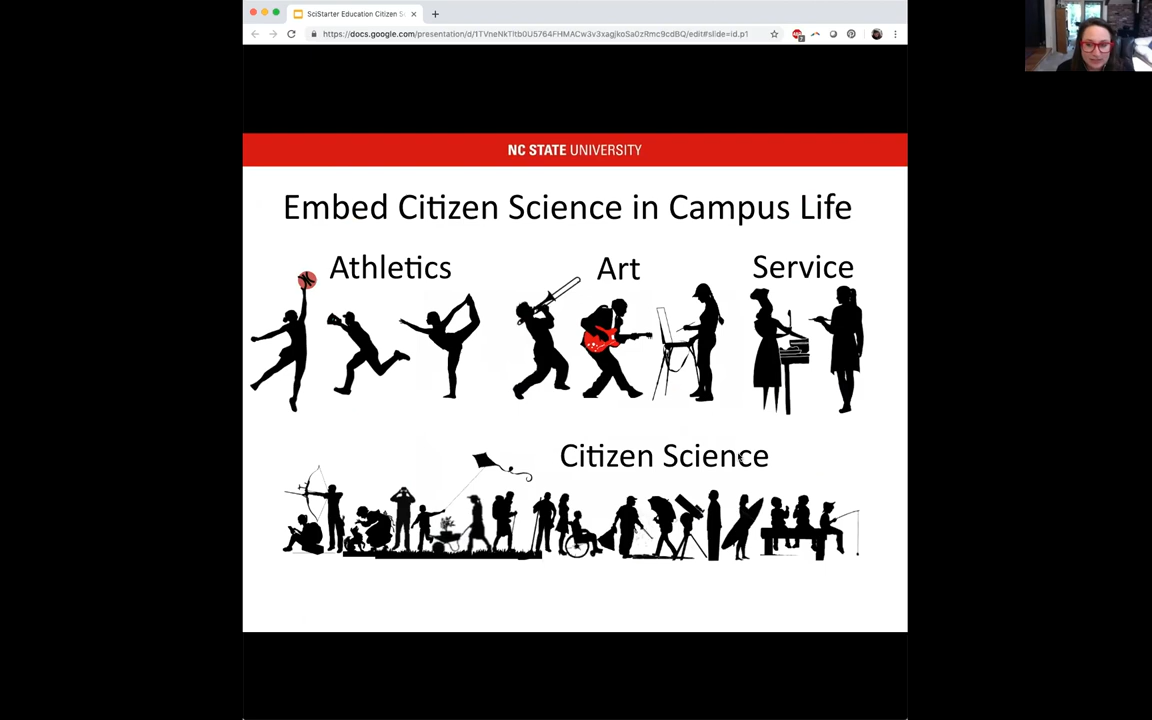 SciStarter Education Citizen S
https://docs.google.com/presentation/d/1TVneNkTltb0U5764FHMACw3v3xagjkoSa0zRmc9cdBQ/edit#slide=id.p1
NC STATE UNIVERSITY
Embed Citizen Science in Campus Life
Athletics
Art
Service
Citizen Science